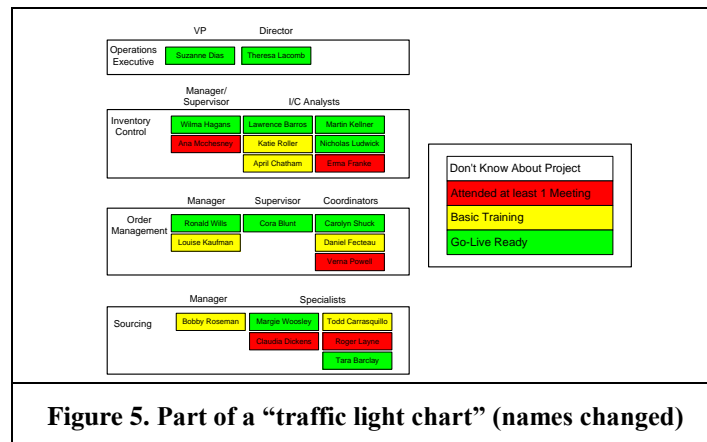 VP Director
Operations Executive
Suzanne Dias Theresa Lacomb
Manager/ Supervisor I/C Analysts
Inventory Control
Wilma Hagans Lawrence Barros Martin Kellner
Ana Mcchesney Katie Roller Nicholas Ludwick
April Chatham Erma Franke
Manager Supervisor Coordinators
Order Management
Ronald Wills Cora Blunt Carolyn Shuck
Louise Kaufman Daniel Fecteau
Verna Powell
Manager Specialists
Sourcing
Bobby Roseman Margie Woosley Todd Carrasquillo
Claudia Dickens Roger Layne
Tara Barclay
Don't Know About Project
Attended at least 1 Meeting
Basic Training
Go-Live Ready
Figure 5. Part of a “traffic light chart” (names changed)